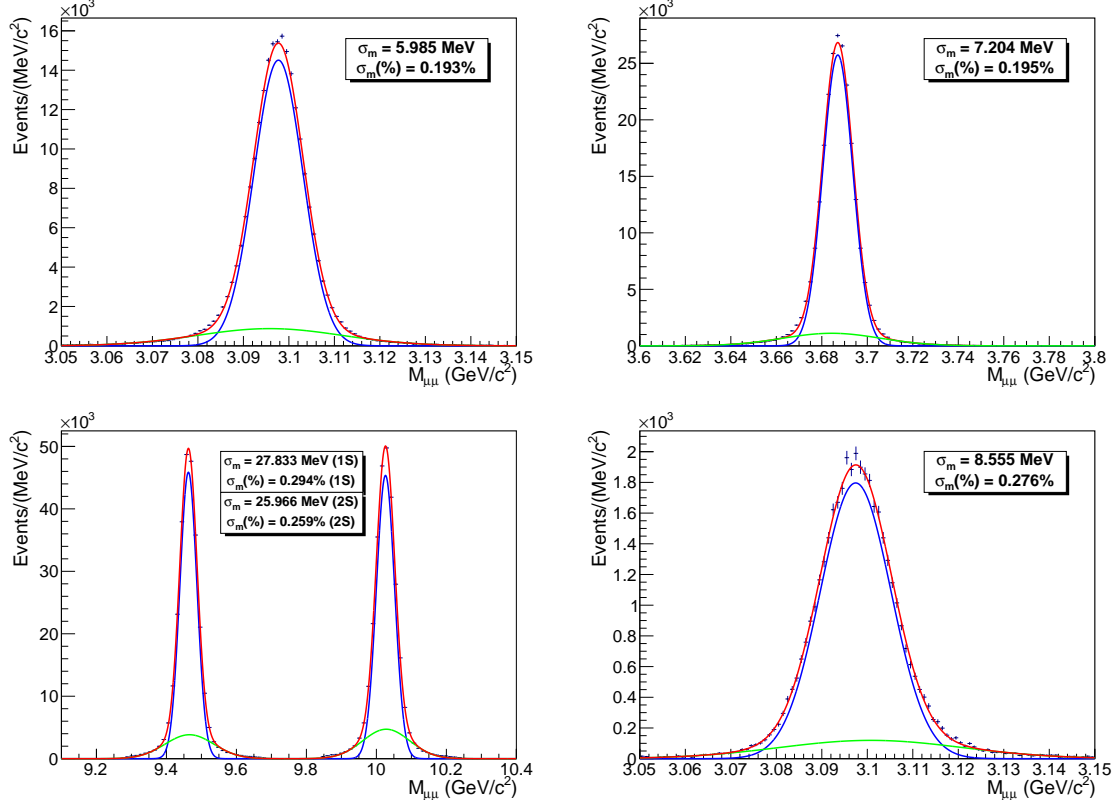 ×10³
Events/(MeV/c²)
16
14
12
10
8
6
4
2
0
σm = 5.985 MeV
σm(%) = 0.193%
3.05 3.06 3.07 3.08 3.09 3.1 3.11 3.12 3.13 3.14 3.15
Mμμ (GeV/c²)
×10³
Events/(MeV/c²)
25
20
15
10
5
0
σm = 7.204 MeV
σm(%) = 0.195%
3.6 3.62 3.64 3.66 3.68 3.7 3.72 3.74 3.76 3.78 3.8
Mμμ (GeV/c²)
×10³
Events/(MeV/c²)
50
40
30
20
10
0
σm = 27.833 MeV (1S)
σm(%) = 0.294% (1S)
σm = 25.966 MeV (2S)
σm(%) = 0.259% (2S)
9.2 9.4 9.6 9.8 10 10.2 10.4
Mμμ (GeV/c²)
×10³
Events/(MeV/c²)
2
1.8
1.6
1.4
1.2
1
0.8
0.6
0.4
0.2
0
σm = 8.555 MeV
σm(%) = 0.276%
3.05 3.06 3.07 3.08 3.09 3.1 3.11 3.12 3.13 3.14 3.15
Mμμ (GeV/c²)